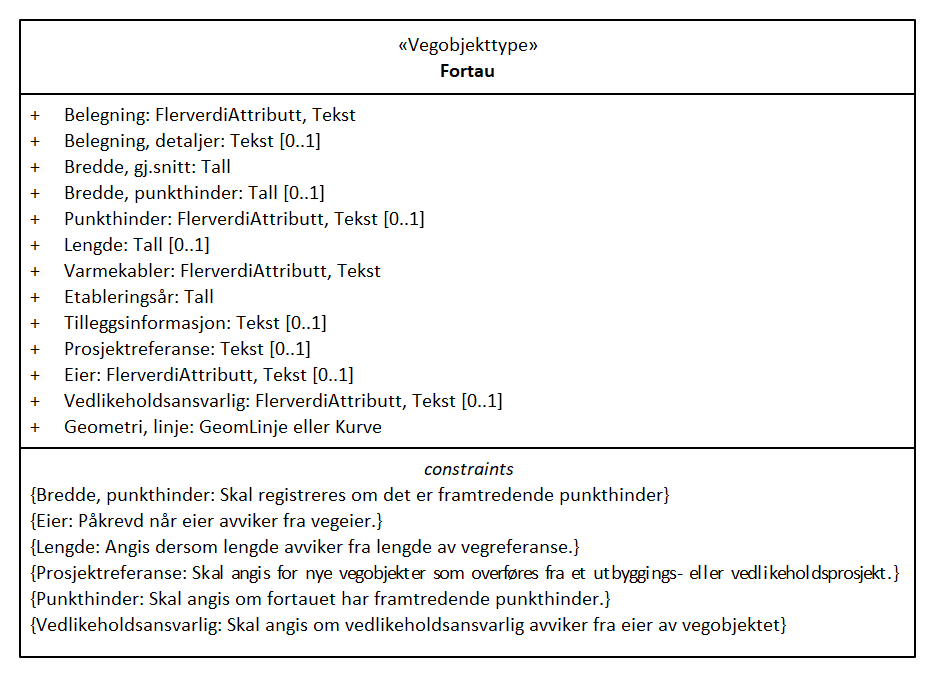 «Vegobjekttype»
Fortau
+ Belegning: FlerverdiAttributt, Tekst
+ Belegning, detaljer: Tekst [0..1]
+ Bredde, gj.snitt: Tall
+ Bredde, punkthinder: Tall [0..1]
+ Punkthinder: FlerverdiAttributt, Tekst [0..1]
+ Lengde: Tall [0..1]
+ Varmekabler: FlerverdiAttributt, Tekst
+ Etableringsår: Tall
+ Tilleggsinformasjon: Tekst [0..1]
+ Prosjektreferanse: Tekst [0..1]
+ Eier: FlerverdiAttributt, Tekst [0..1]
+ Vedlikeholdsansvarlig: FlerverdiAttributt, Tekst [0..1]
+ Geometri, linje: GeomLinje eller Kurve
constraints
{Bredde, punkthinder: Skal registreres om det er framtredende punkthinder}
{Eier: Påkrevd når eier avviker fra vegeier.}
{Lengde: Angis dersom lengde avviker fra lengde av vegreferanse.}
{Prosjektreferanse: Skal angis for nye vegobjekter som overføres fra et utbyggings- eller vedlikeholdsprosjekt.}
{Punkthinder: Skal angis om fortauet har framtredende punkthinder.}
{Vedlikeholdsansvarlig: Skal angis om vedlikeholdsansvarlig avviker fra eier av vegobjektet}